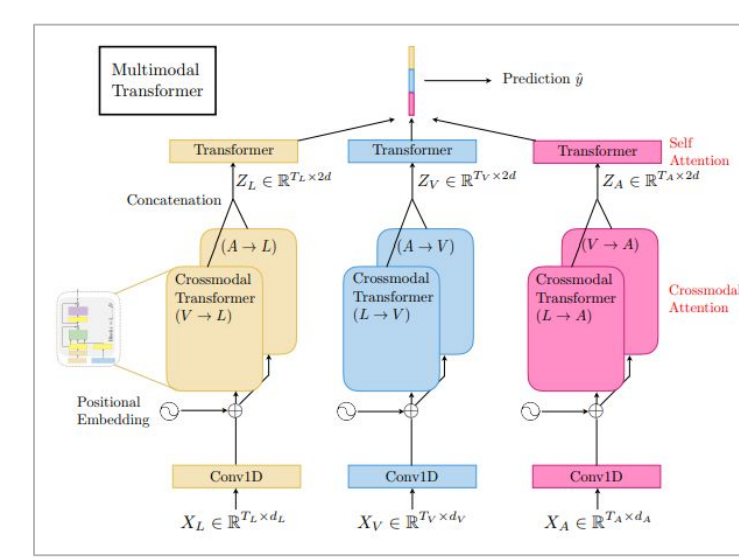 Multimodal
Transformer
Prediction ŷ
Transformer
Transformer
Transformer
Self
Attention
Z_L ∈ ℝ^{T_L×2d}
Z_V ∈ ℝ^{T_V×2d}
Z_A ∈ ℝ^{T_A×2d}
Concatenation
(A → L)
(A → V)
(V → A)
Crossmodal
Transformer
(V → L)
Crossmodal
Transformer
(L → V)
Crossmodal
Transformer
(L → A)
Crossmodal
Attention
Positional
Embedding
Conv1D
Conv1D
Conv1D
X_L ∈ ℝ^{T_L×d_L}
X_V ∈ ℝ^{T_V×d_V}
X_A ∈ ℝ^{T_A×d_A}